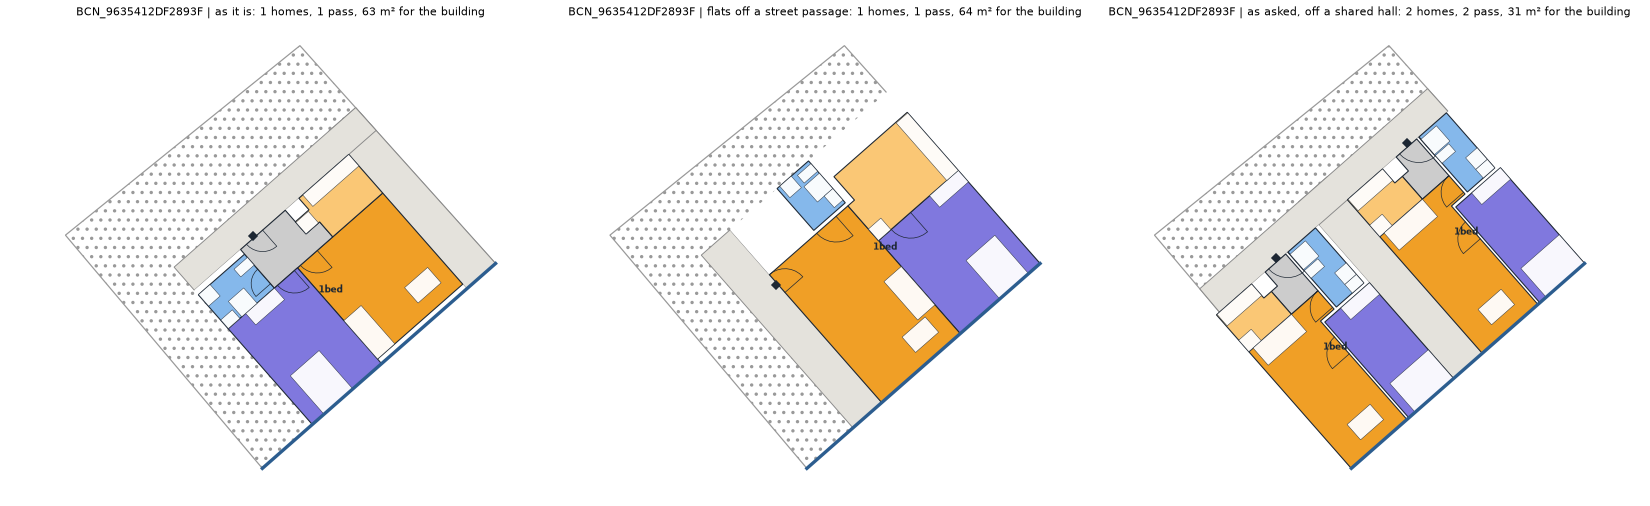 BCN_9635412DF2893F | as it is: 1 homes, 1 pass, 63 m² for the building
BCN_9635412DF2893F | flats off a street passage: 1 homes, 1 pass, 64 m² for the building
BCN_9635412DF2893F | as asked, off a shared hall: 2 homes, 2 pass, 31 m² for the building
1bed
1bed
1bed
1bed